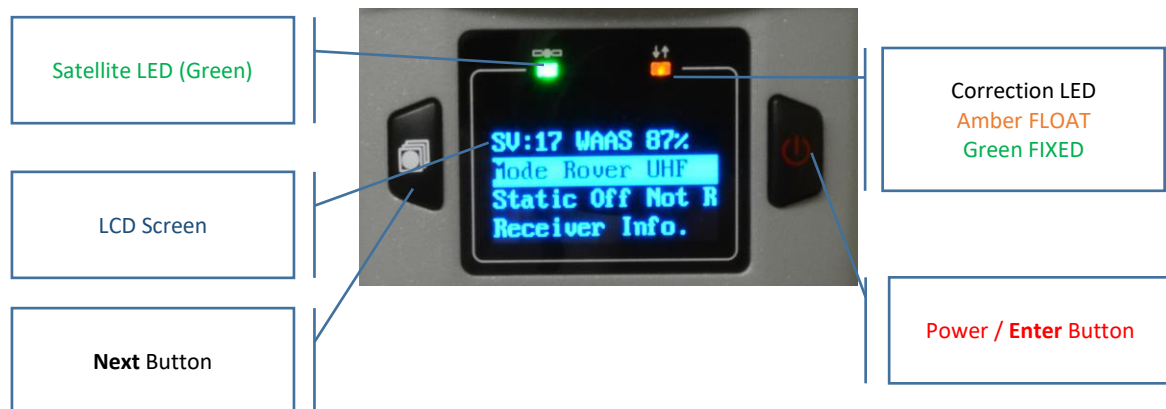 Satellite LED (Green)
LCD Screen
Next Button
SV:17 WAAS 87%
Mode Rover UHF
Static Off Not R
Receiver Info.
Correction LED
Amber FLOAT
Green FIXED
Power / Enter Button